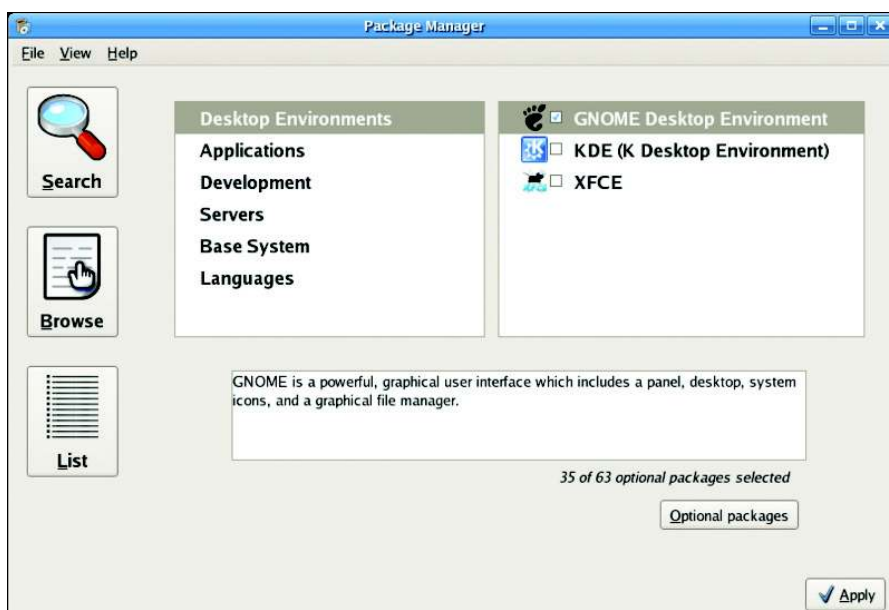 Package Manager
File View Help
Search
Browse
List
Desktop Environments
Applications
Development
Servers
Base System
Languages
GNOME Desktop Environment
KDE (K Desktop Environment)
XFCE
GNOME is a powerful, graphical user interface which includes a panel, desktop, system
icons, and a graphical file manager.
35 of 63 optional packages selected
Optional packages
Apply